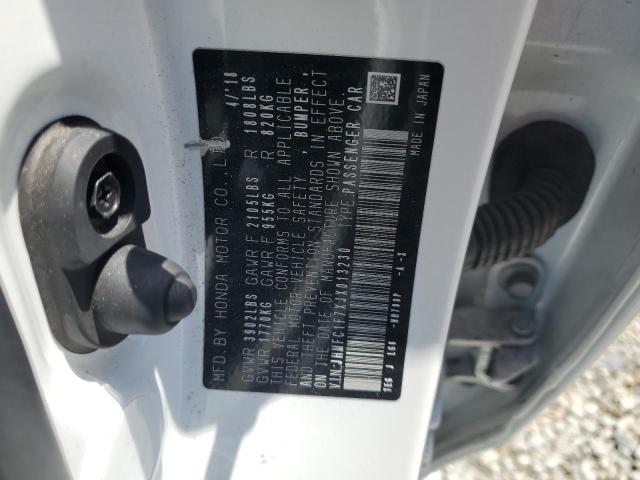 MFD.BY HONDA MOTOR CO.,LTD. 4/'18
GVWR 3902LBS GAWR F 2105LBS R 1808LBS
1770KG GAWR F 955KG R 820KG
THIS VEHICLE CONFORMS TO ALL APPLICABLE
FEDERAL MOTOR VEHICLE SAFETY , BUMPER ,
AND THEFT PREVENTION STANDARDS IN EFFECT
ON THE DATE OF MANUFACTURE SHOWN ABOVE.
TYPE:PASSENGER CAR
-A-X
MADE IN JAPAN